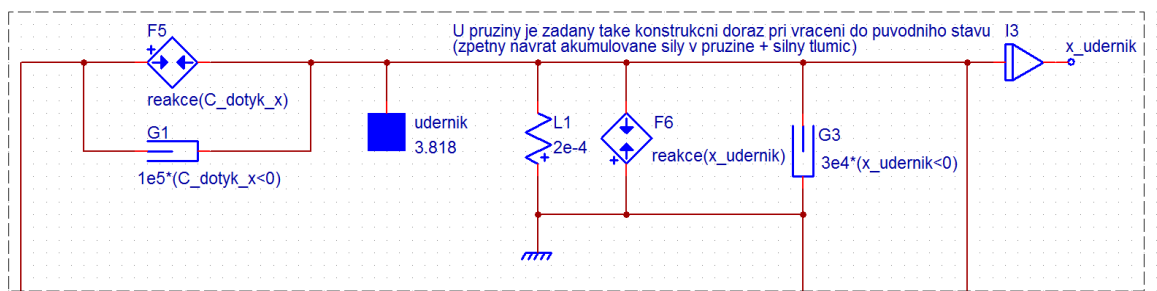 F5
U pruziny je zadany take konstrukcni doraz pri vraceni do puvodniho stavu
(zpetny navrat akumulovane sily v pruzine + silny tlumic)
I3
x_udernik
reakce(C_dotyk_x)
G1
1e5*(C_dotyk_x<0)
udernik
3.818
L1
2e-4
F6
reakce(x_udernik)
G3
3e4*(x_udernik<0)